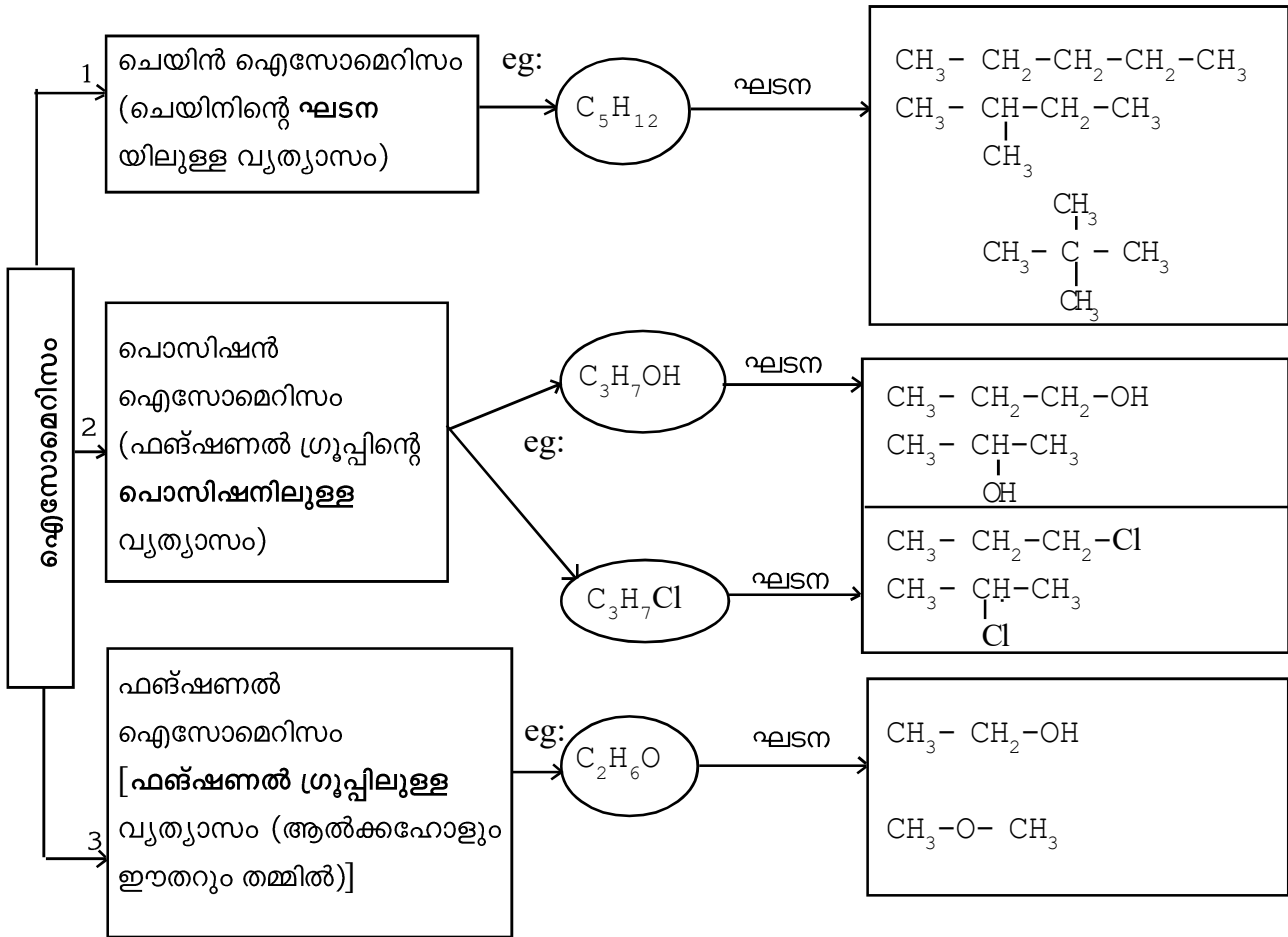 ഐസോമെറിസം
1
ചെയിൻ ഐസോമെറിസം
(ചെയിനിന്റെ ഘടന
യിലുള്ള വ്യത്യാസം)
eg:
C₅H₁₂
ഘടന
CH₃– CH₂–CH₂–CH₂–CH₃
CH₃– CH–CH₂–CH₃
CH₃
CH₃
CH₃– C – CH₃
CH₃
2
പൊസിഷൻ
ഐസോമെറിസം
(ഫങ്ഷണൽ ഗ്രൂപ്പിന്റെ
പൊസിഷനിലുള്ള
വ്യത്യാസം)
eg:
C₃H₇OH
ഘടന
CH₃– CH₂–CH₂–OH
CH₃– CH–CH₃
OH
C₃H₇Cl
ഘടന
CH₃– CH₂–CH₂–Cl
CH₃– CH–CH₃
Cl
3
ഫങ്ഷണൽ
ഐസോമെറിസം
[ഫങ്ഷണൽ ഗ്രൂപ്പിലുള്ള
വ്യത്യാസം (ആൽക്കഹോളും
ഈതറും തമ്മിൽ)]
eg:
C₂H₆O
ഘടന
CH₃– CH₂–OH
CH₃–O– CH₃